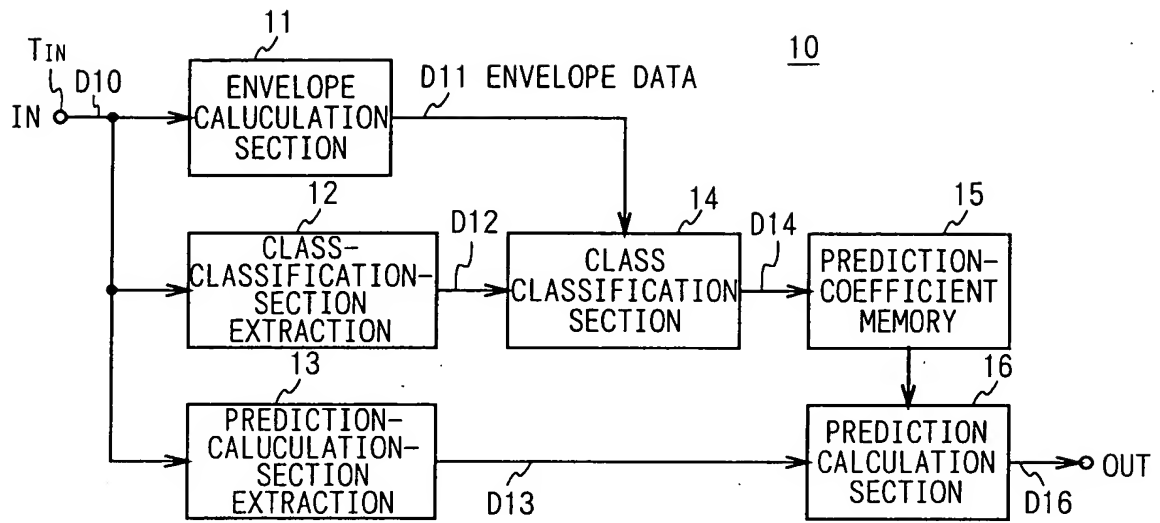 10
11
TIN
D10
IN
ENVELOPE
CALUCULATION
SECTION
D11 ENVELOPE DATA
12
CLASS-
CLASSIFICATION-
SECTION
EXTRACTION
D12
14
CLASS
CLASSIFICATION
SECTION
D14
15
PREDICTION-
COEFFICIENT
MEMORY
13
PREDICTION-
CALUCULATION-
SECTION
EXTRACTION
D13
16
PREDICTION
CALCULATION
SECTION
D16
OUT